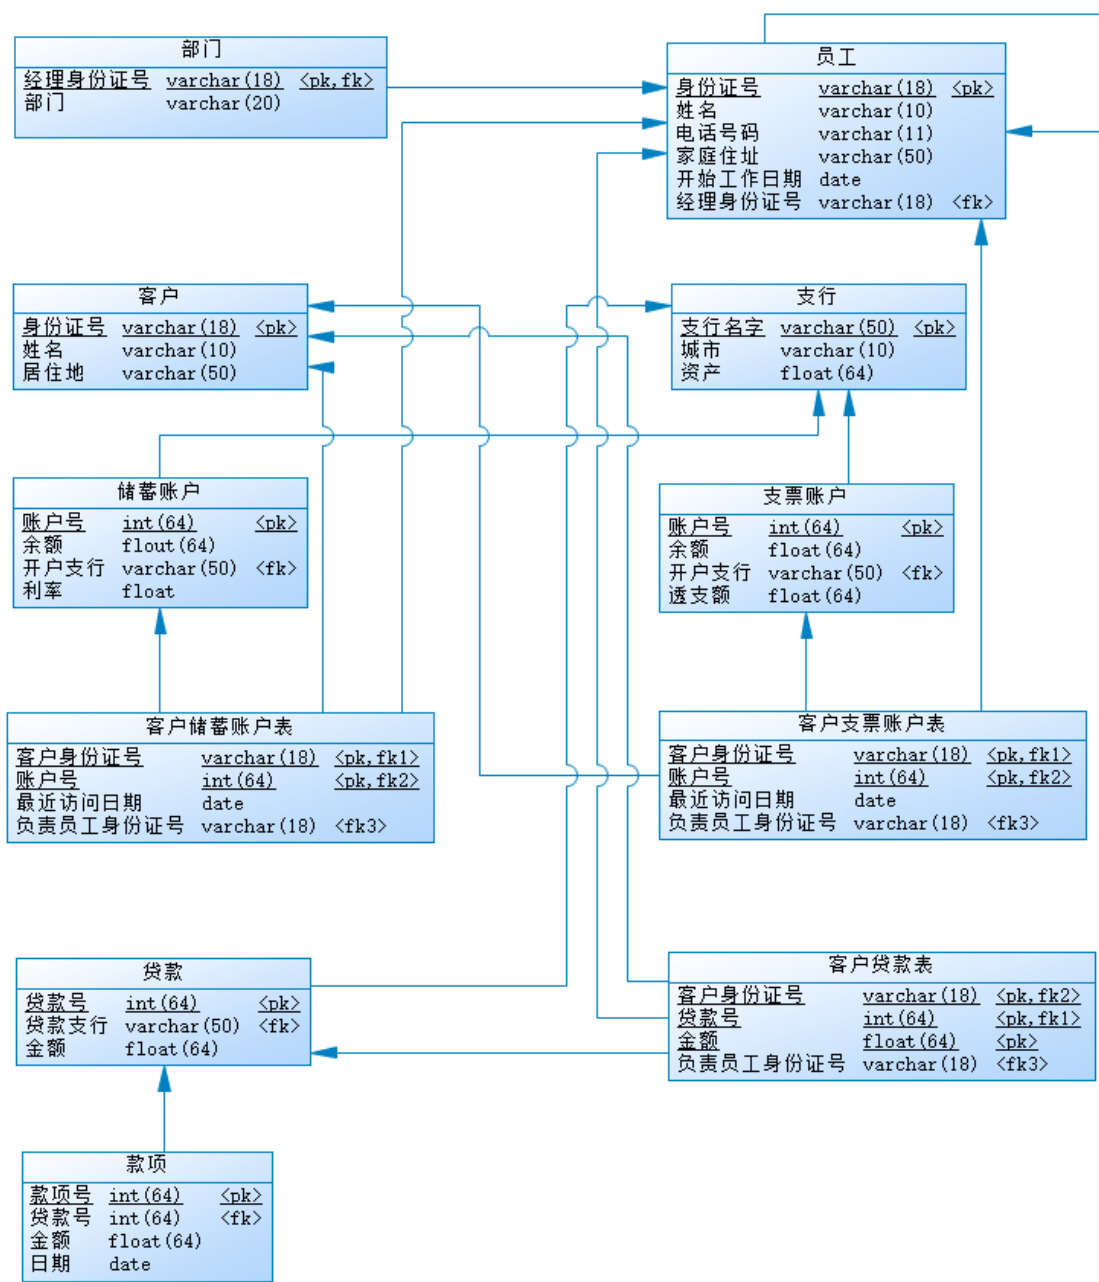 部门
经理身份证号 varchar(18) <pk,fk>
部门 varchar(20)
员工
身份证号 varchar(18) <pk>
姓名 varchar(10)
电话号码 varchar(11)
家庭住址 varchar(50)
开始工作日期 date
经理身份证号 varchar(18) <fk>
客户
身份证号 varchar(18) <pk>
姓名 varchar(10)
居住地 varchar(50)
支行
支行名字 varchar(50) <pk>
城市 varchar(10)
资产 float(64)
储蓄账户
账户号 int(64) <pk>
余额 flout(64)
开户支行 varchar(50) <fk>
利率 float
支票账户
账户号 int(64) <pk>
余额 float(64)
开户支行 varchar(50) <fk>
透支额 float(64)
客户储蓄账户表
客户身份证号 varchar(18) <pk,fk1>
账户号 int(64) <pk,fk2>
最近访问日期 date
负责员工身份证号 varchar(18) <fk3>
客户支票账户表
客户身份证号 varchar(18) <pk,fk1>
账户号 int(64) <pk,fk2>
最近访问日期 date
负责员工身份证号 varchar(18) <fk3>
贷款
贷款号 int(64) <pk>
贷款支行 varchar(50) <fk>
金额 float(64)
客户贷款表
客户身份证号 varchar(18) <pk,fk2>
贷款号 int(64) <pk,fk1>
金额 float(64) <pk>
负责员工身份证号 varchar(18) <fk3>
款项
款项号 int(64) <pk>
贷款号 int(64) <fk>
金额 float(64)
日期 date